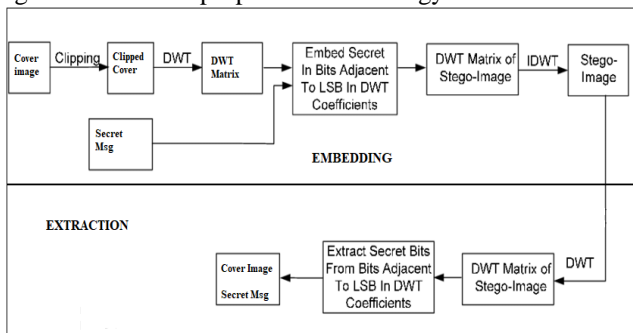 Cover
image
Clipping
Clipped
Cover
DWT
DWT
Matrix
Embed Secret
In Bits Adjacent
To LSB In DWT
Coefficients
DWT Matrix of
Stego-Image
IDWT
Stego-
Image
Secret
Msg
EMBEDDING
EXTRACTION
Cover Image
Secret Msg
Extract Secret Bits
From Bits Adjacent
To LSB In DWT
Coefficients
DWT Matrix of
Stego-Image
DWT